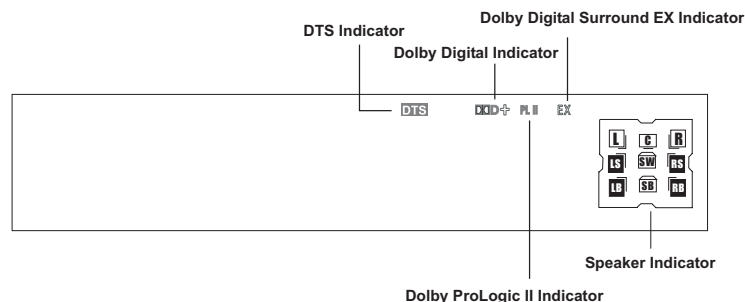 Dolby Digital Surround EX Indicator
DTS Indicator
Dolby Digital Indicator
DTS
D+ PL II EX
L C R
LS SW RS
LB SB RB
Speaker Indicator
Dolby ProLogic II Indicator